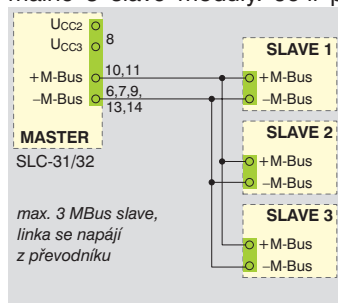 UCC2
UCC3 8
+M-Bus 10,11
–M-Bus 6,7,9,
13,14
MASTER
SLC-31/32
SLAVE 1
+M-Bus
–M-Bus
SLAVE 2
+M-Bus
–M-Bus
SLAVE 3
+M-Bus
–M-Bus
max. 3 MBus slave,
linka se napájí
z převodníku